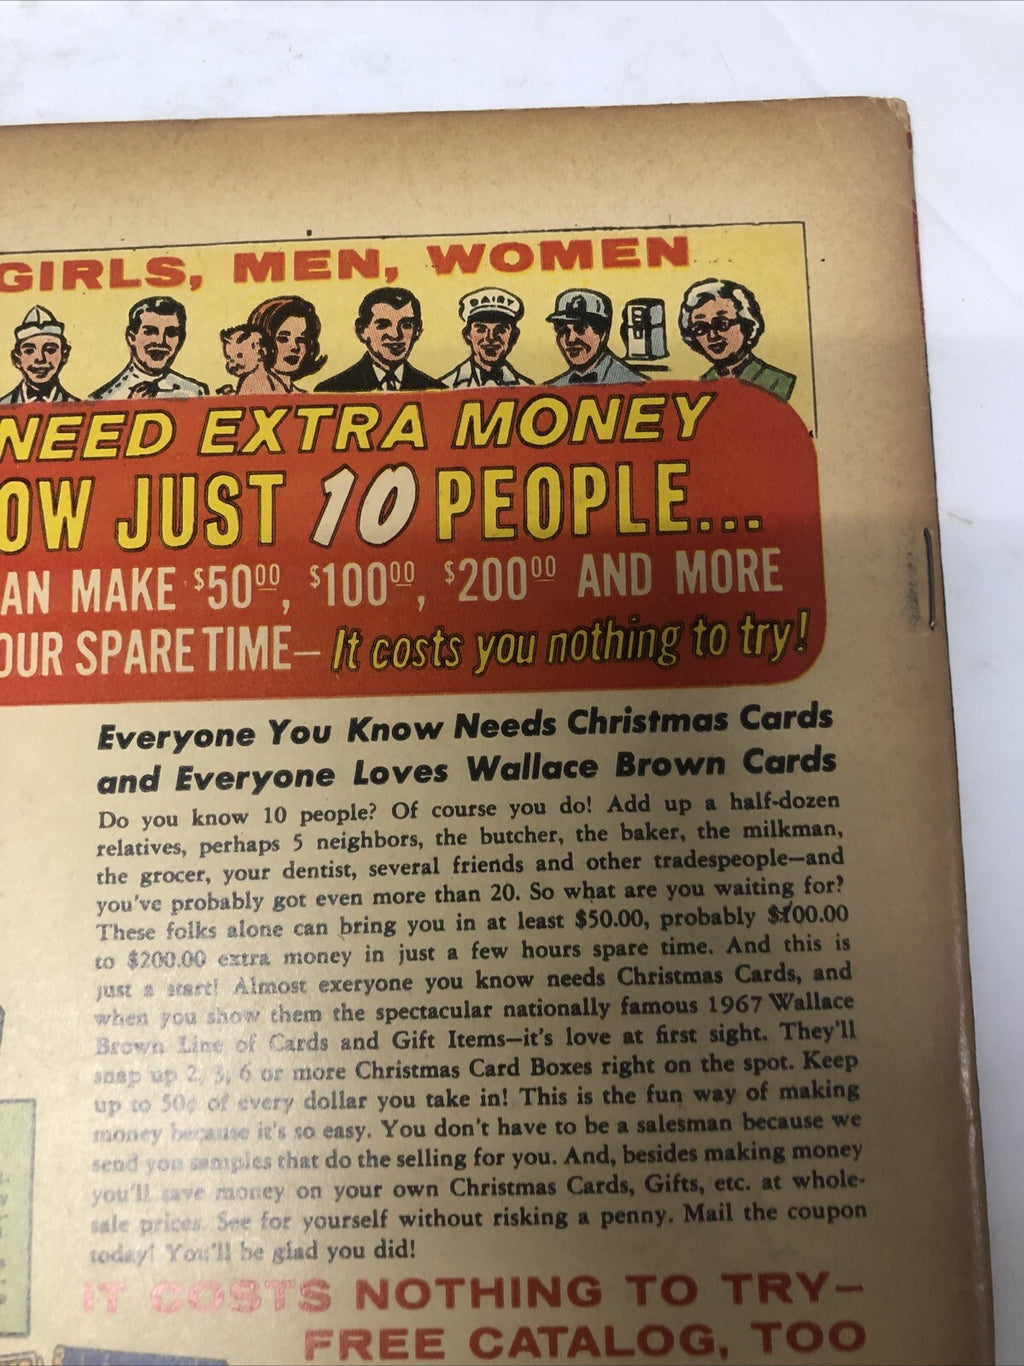 GIRLS, MEN, WOMEN
DAIRY
NEED EXTRA MONEY
OW JUST 10 PEOPLE...
AN MAKE $50⁰⁰, $100⁰⁰, $200⁰⁰ AND MORE
OUR SPARE TIME— It costs you nothing to try!
Everyone You Know Needs Christmas Cards
and Everyone Loves Wallace Brown Cards
Do you know 10 people? Of course you do! Add up a half-dozen
relatives, perhaps 5 neighbors, the butcher, the baker, the milkman,
the grocer, your dentist, several friends and other tradespeople—and
you've probably got even more than 20. So what are you waiting for?
These folks alone can bring you in at least $50.00, probably $100.00
to $200.00 extra money in just a few hours spare time. And this is
just a start! Almost exeryone you know needs Christmas Cards, and
when you show them the spectacular nationally famous 1967 Wallace
Brown Line of Cards and Gift Items—it's love at first sight. They'll
snap up 2, 3, 6 or more Christmas Card Boxes right on the spot. Keep
up to 50¢ of every dollar you take in! This is the fun way of making
money because it's so easy. You don't have to be a salesman because we
send you samples that do the selling for you. And, besides making money
you'll save money on your own Christmas Cards, Gifts, etc. at whole-
sale prices. See for yourself without risking a penny. Mail the coupon
today! You'll be glad you did!
IT COSTS NOTHING TO TRY—
FREE CATALOG, TOO